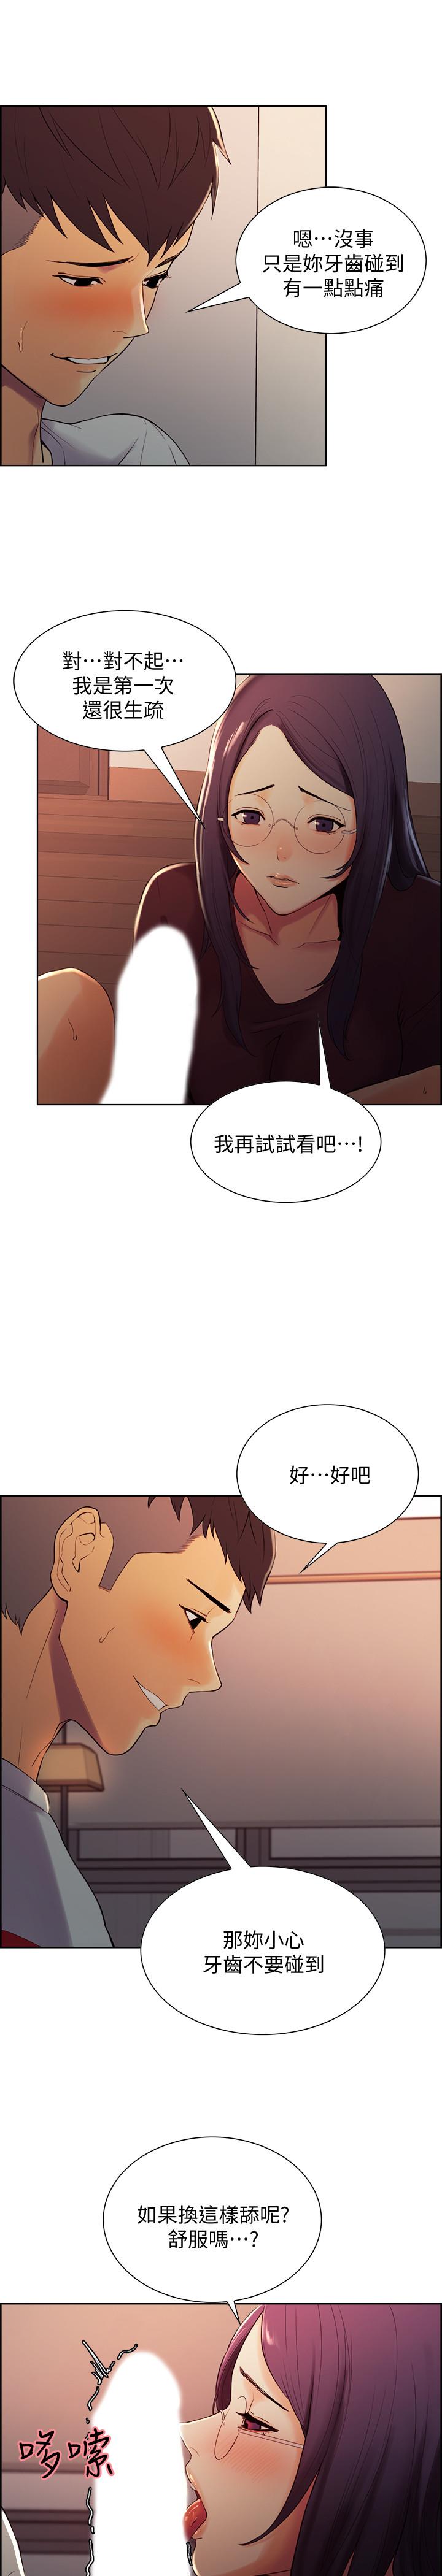 嗯…沒事
只是妳牙齒碰到
有一點點痛
對…對不起…
我是第一次
還很生疏
我再試試看吧…!
好…好吧
那妳小心
牙齒不要碰到
如果換這樣舔呢?
舒服嗎…?
哆嗦